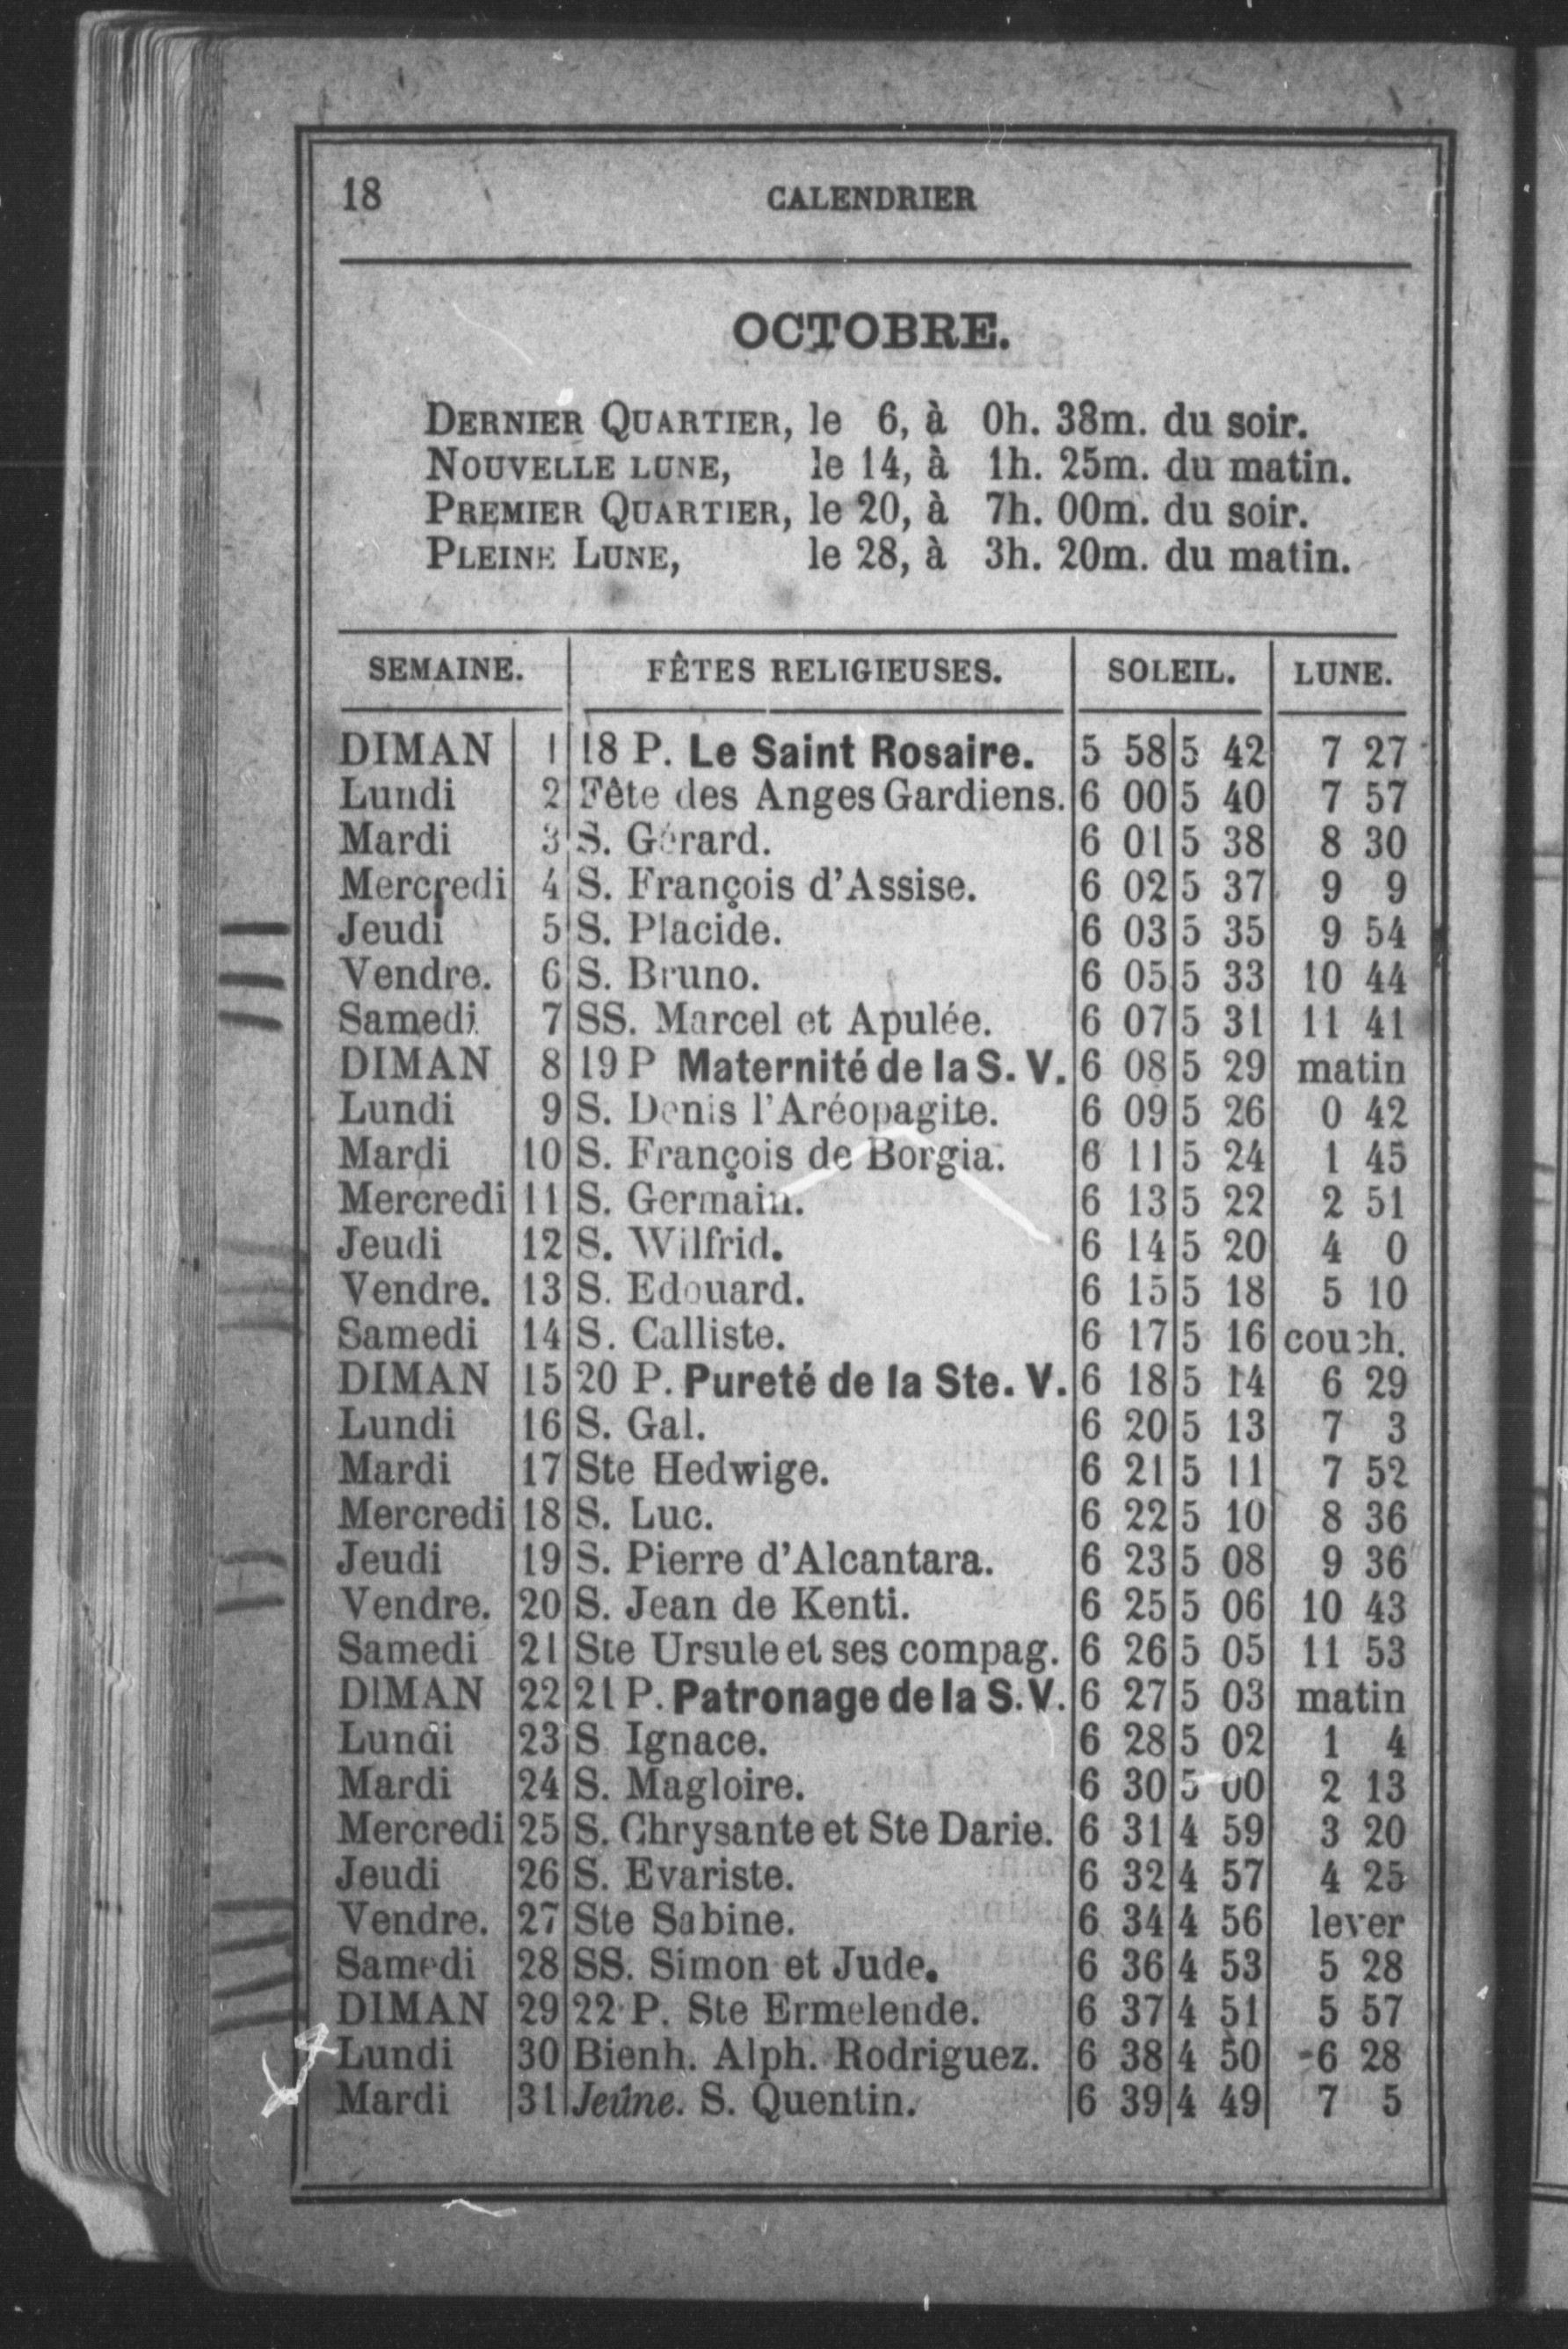 18 CALENDRIER
OCTOBRE.
DERNIER QUARTIER, le 6, à 0h. 38m. du soir.
NOUVELLE LUNE, le 14, à 1h. 25m. du matin.
PREMIER QUARTIER, le 20, à 7h. 00m. du soir.
PLEINE LUNE, le 28, à 3h. 20m. du matin.
SEMAINE. FÊTES RELIGIEUSES. SOLEIL. LUNE.
DIMAN 1 18 P. Le Saint Rosaire. 5 58 5 42 7 27
Lundi 2 Fête des Anges Gardiens. 6 00 5 40 7 57
Mardi 3 S. Gérard. 6 01 5 38 8 30
Mercredi 4 S. François d'Assise. 6 02 5 37 9 9
Jeudi 5 S. Placide. 6 03 5 35 9 54
Vendre. 6 S. Bruno. 6 05 5 33 10 44
Samedi 7 SS. Marcel et Apulée. 6 07 5 31 11 41
DIMAN 8 19 P Maternité de la S. V. 6 08 5 29 matin
Lundi 9 S. Denis l'Aréopagite. 6 09 5 26 0 42
Mardi 10 S. François de Borgia. 6 11 5 24 1 45
Mercredi 11 S. Germain. 6 13 5 22 2 51
Jeudi 12 S. Wilfrid. 6 14 5 20 4 0
Vendre. 13 S. Edouard. 6 15 5 18 5 10
Samedi 14 S. Calliste. 6 17 5 16 couch.
DIMAN 15 20 P. Pureté de la Ste. V. 6 18 5 14 6 29
Lundi 16 S. Gal. 6 20 5 13 7 3
Mardi 17 Ste Hedwige. 6 21 5 11 7 52
Mercredi 18 S. Luc. 6 22 5 10 8 36
Jeudi 19 S. Pierre d'Alcantara. 6 23 5 08 9 36
Vendre. 20 S. Jean de Kenti. 6 25 5 06 10 43
Samedi 21 Ste Ursule et ses compag. 6 26 5 05 11 53
DIMAN 22 21 P. Patronage de la S. V. 6 27 5 03 matin
Lundi 23 S Ignace. 6 28 5 02 1 4
Mardi 24 S. Magloire. 6 30 5 00 2 13
Mercredi 25 S. Chrysante et Ste Darie. 6 31 4 59 3 20
Jeudi 26 S. Evariste. 6 32 4 57 4 25
Vendre. 27 Ste Sabine. 6 34 4 56 lever
Samedi 28 SS. Simon et Jude. 6 36 4 53 5 28
DIMAN 29 22 P. Ste Ermelende. 6 37 4 51 5 57
Lundi 30 Bienh. Alph. Rodriguez. 6 38 4 50 6 28
Mardi 31 Jeûne. S. Quentin. 6 39 4 49 7 5